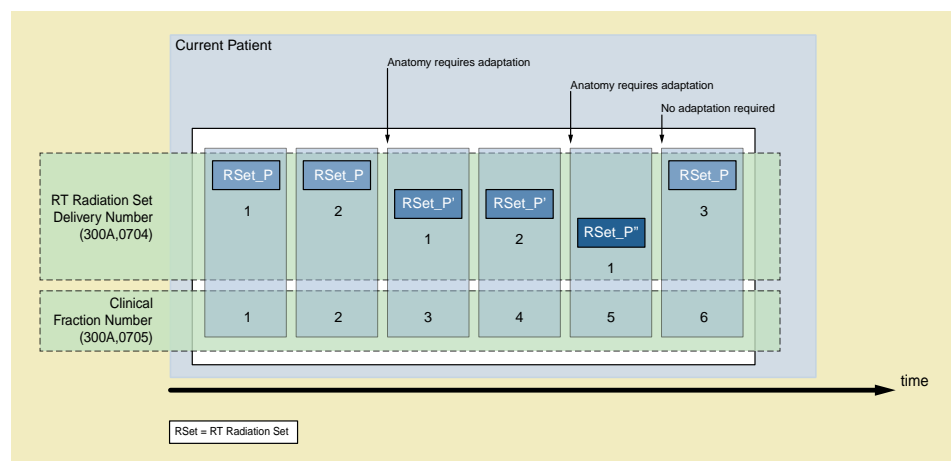 Current Patient
Anatomy requires adaptation
Anatomy requires adaptation
No adaptation required
RT Radiation Set
Delivery Number
(300A,0704)
RSet_P
1
RSet_P
2
RSet_P'
1
RSet_P'
2
RSet_P"
1
RSet_P
3
Clinical
Fraction Number
(300A,0705)
1
2
3
4
5
6
time
RSet = RT Radiation Set